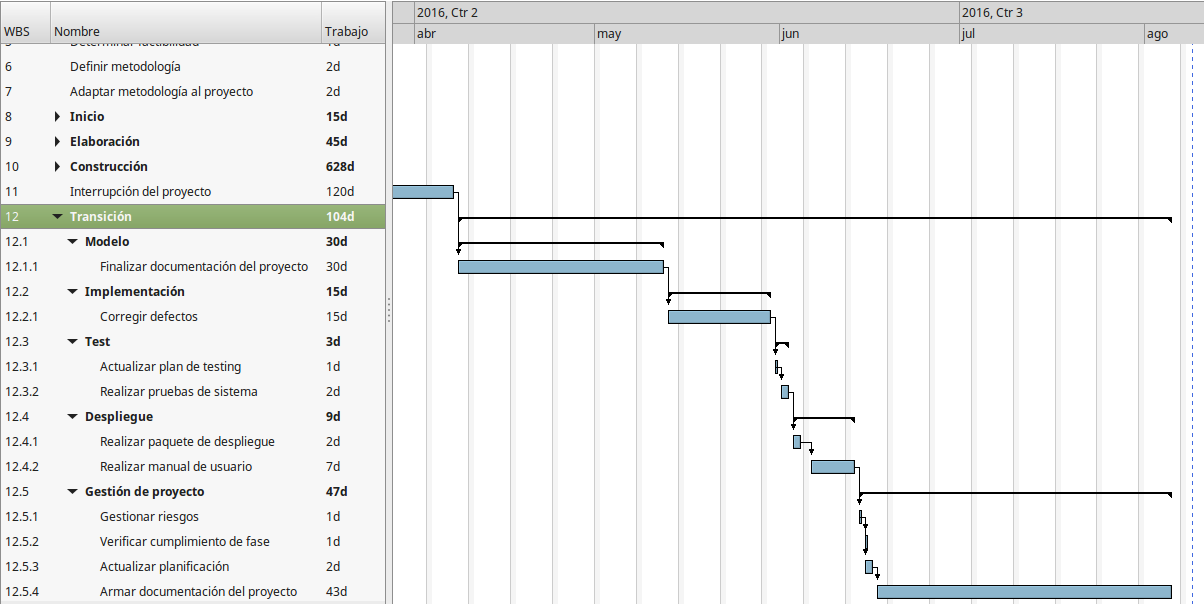 2016, Ctr 2 2016, Ctr 3
WBS Nombre Trabajo abr may jun jul ago
5 Determinar factibilidad 1d
6 Definir metodología 2d
7 Adaptar metodología al proyecto 2d
8 Inicio 15d
9 Elaboración 45d
10 Construcción 628d
11 Interrupción del proyecto 120d
12 Transición 104d
12.1 Modelo 30d
12.1.1 Finalizar documentación del proyecto 30d
12.2 Implementación 15d
12.2.1 Corregir defectos 15d
12.3 Test 3d
12.3.1 Actualizar plan de testing 1d
12.3.2 Realizar pruebas de sistema 2d
12.4 Despliegue 9d
12.4.1 Realizar paquete de despliegue 2d
12.4.2 Realizar manual de usuario 7d
12.5 Gestión de proyecto 47d
12.5.1 Gestionar riesgos 1d
12.5.2 Verificar cumplimiento de fase 1d
12.5.3 Actualizar planificación 2d
12.5.4 Armar documentación del proyecto 43d